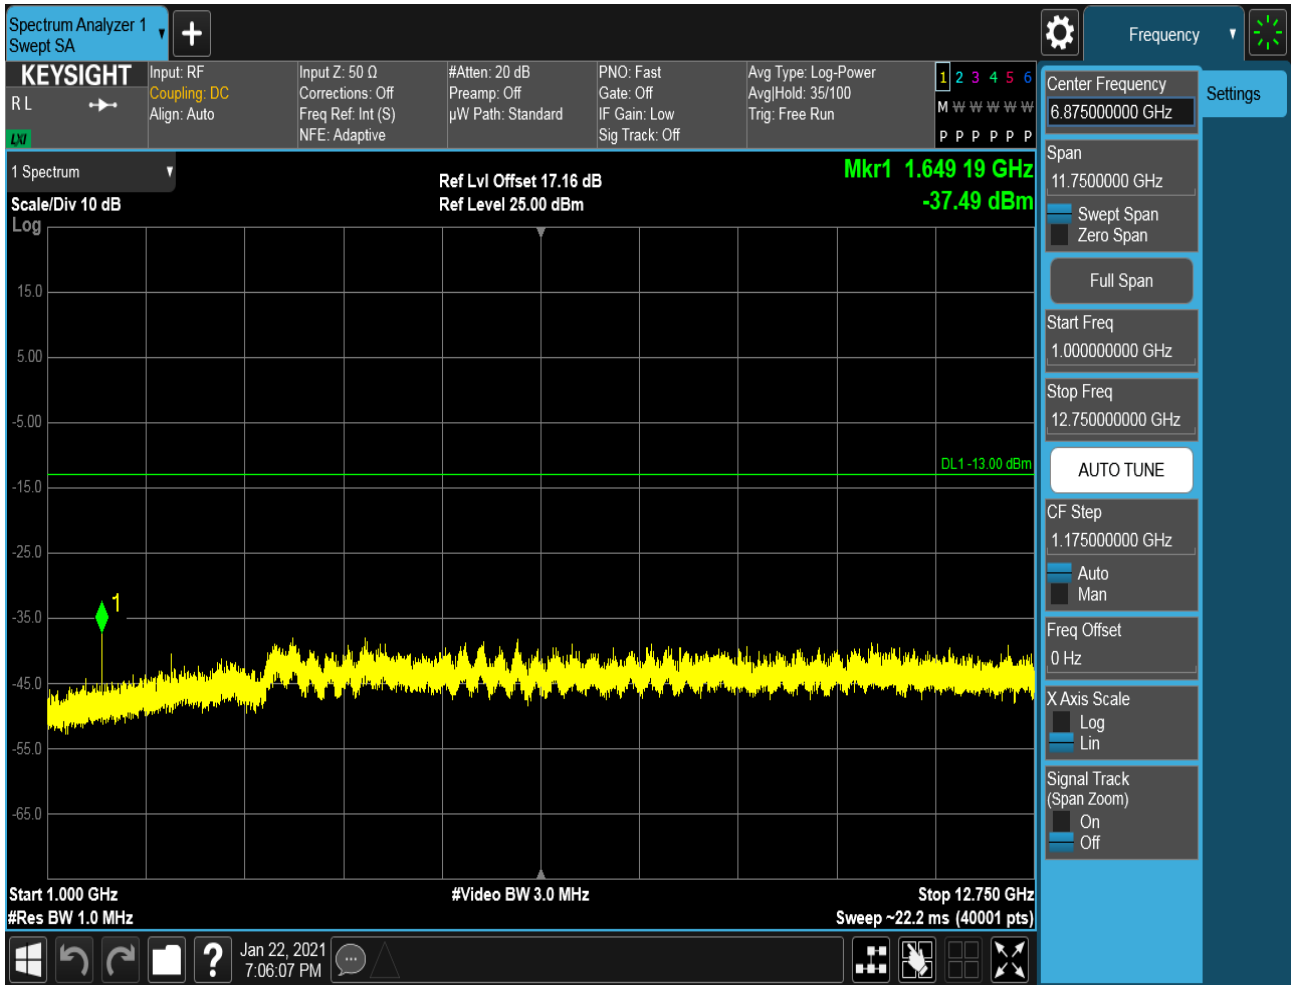 Spectrum Analyzer 1
Swept SA
Frequency
KEYSIGHT
R L
LXI
Input: RF
Coupling: DC
Align: Auto
Input Z: 50 Ω
Corrections: Off
Freq Ref: Int (S)
NFE: Adaptive
#Atten: 20 dB
Preamp: Off
µW Path: Standard
PNO: Fast
Gate: Off
IF Gain: Low
Sig Track: Off
Avg Type: Log-Power
Avg|Hold: 35/100
Trig: Free Run
1 2 3 4 5 6
M W W W W W
P P P P P P
1 Spectrum
Scale/Div 10 dB
Log
Ref Lvl Offset 17.16 dB
Ref Level 25.00 dBm
Mkr1 1.649 19 GHz
-37.49 dBm
15.0
5.00
-5.00
DL1 -13.00 dBm
-15.0
-25.0
1
-35.0
-45.0
-55.0
-65.0
Start 1.000 GHz
#Res BW 1.0 MHz
#Video BW 3.0 MHz
Stop 12.750 GHz
Sweep ~22.2 ms (40001 pts)
?
Jan 22, 2021
7:06:07 PM
Center Frequency
6.875000000 GHz
Settings
Span
11.7500000 GHz
Swept Span
Zero Span
Full Span
Start Freq
1.000000000 GHz
Stop Freq
12.750000000 GHz
AUTO TUNE
CF Step
1.175000000 GHz
Auto
Man
Freq Offset
0 Hz
X Axis Scale
Log
Lin
Signal Track
(Span Zoom)
On
Off